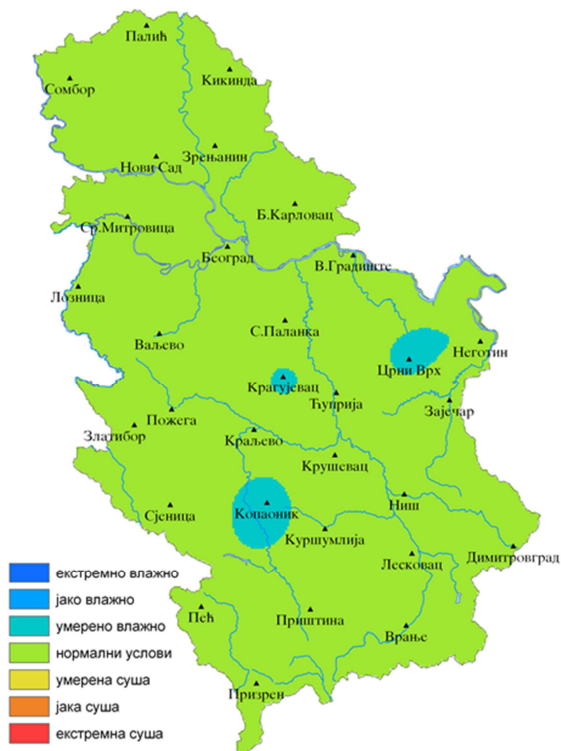 Палић
Кикинда
Сомбор
Зрењанин
Нови Сад
Б.Карловац
Ср.Митровица
Београд
В.Градиште
Лозница
С.Паланка
Ваљево
Неготин
Црни Врх
Крагујевац
Ћуприја
Зајечар
Пожега
Златибор
Краљево
Крушевац
Ниш
Сјеница
Копаоник
Куршумлија
Димитровград
Лесковац
Пећ
Приштина
Врање
Призрен
екстремно влажно
јако влажно
умерено влажно
нормални услови
умерена суша
јака суша
екстремна суша